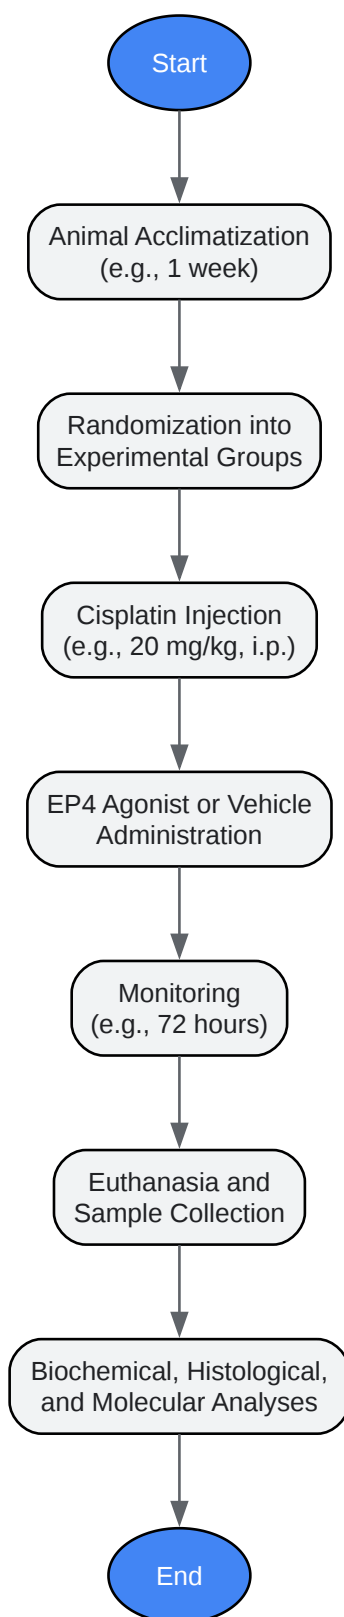 Start
Animal Acclimatization
(e.g., 1 week)
Randomization into
Experimental Groups
Cisplatin Injection
(e.g., 20 mg/kg, i.p.)
EP4 Agonist or Vehicle
Administration
Monitoring
(e.g., 72 hours)
Euthanasia and
Sample Collection
Biochemical, Histological,
and Molecular Analyses
End